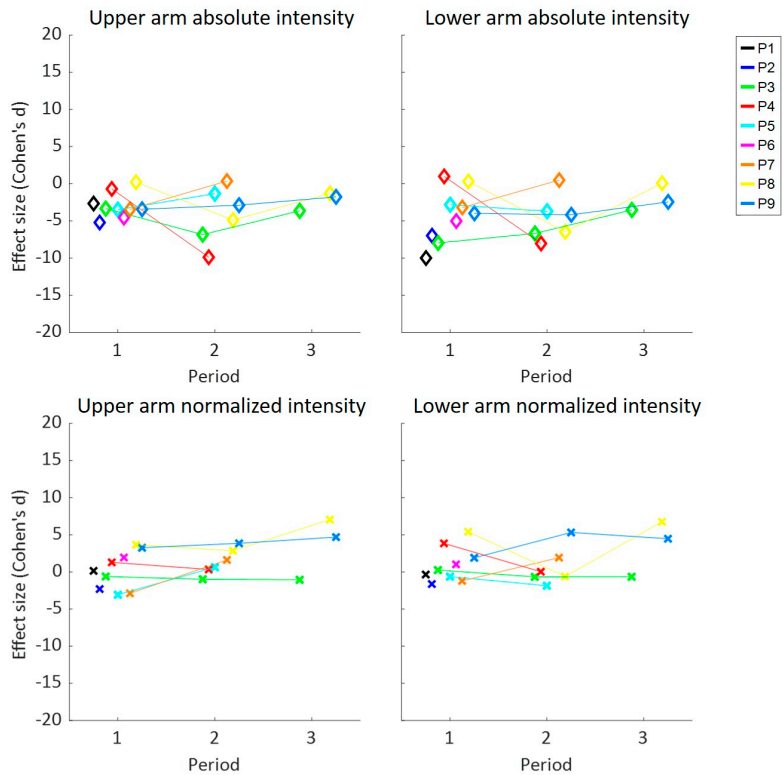 Upper arm absolute intensity
Lower arm absolute intensity
20
15
10
5
0
-5
-10
-15
-20
Effect size (Cohen's d)
1 2 3
Period
1 2 3
Period
P1
P2
P3
P4
P5
P6
P7
P8
P9
Upper arm normalized intensity
Lower arm normalized intensity
20
15
10
5
0
-5
-10
-15
-20
Effect size (Cohen's d)
1 2 3
Period
1 2 3
Period